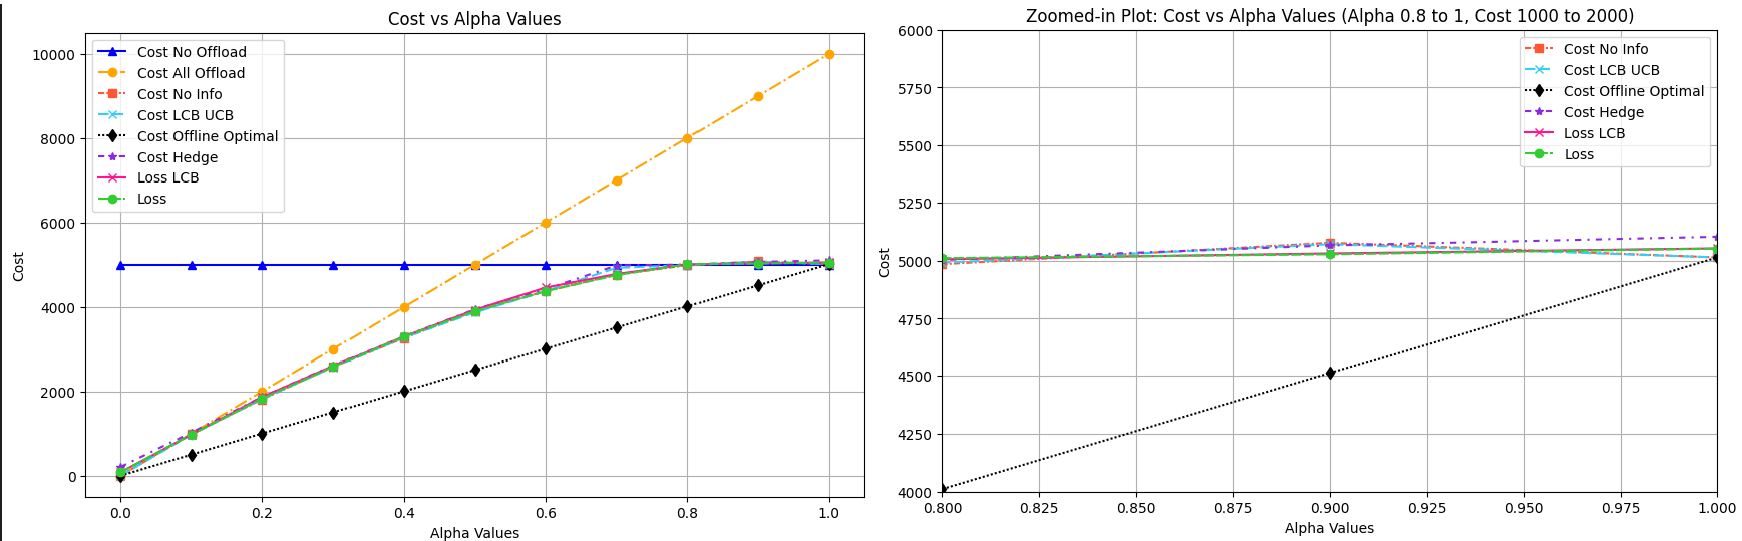 Cost vs Alpha Values
Cost No Offload
Cost All Offload
Cost No Info
Cost LCB UCB
Cost Offline Optimal
Cost Hedge
Loss LCB
Loss
10000
8000
6000
4000
2000
0
Cost
0.0 0.2 0.4 0.6 0.8 1.0
Alpha Values
Zoomed-in Plot: Cost vs Alpha Values (Alpha 0.8 to 1, Cost 1000 to 2000)
Cost No Info
Cost LCB UCB
Cost Offline Optimal
Cost Hedge
Loss LCB
Loss
6000
5750
5500
5250
5000
4750
4500
4250
4000
Cost
0.800 0.825 0.850 0.875 0.900 0.925 0.950 0.975 1.000
Alpha Values